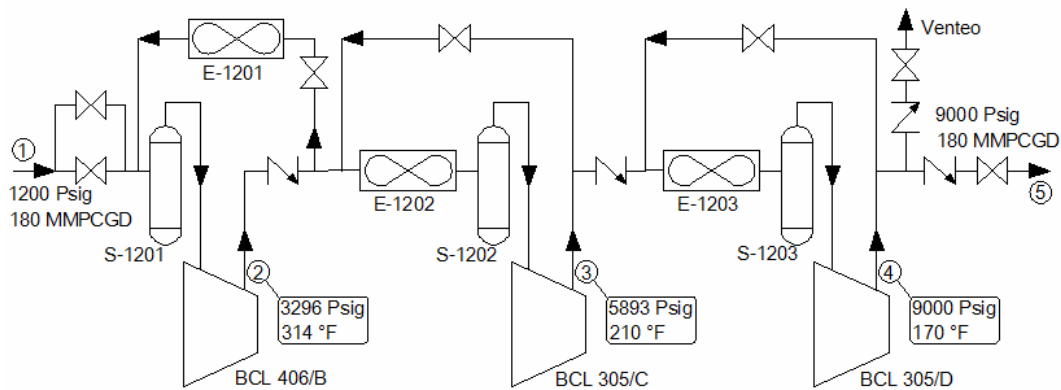 Venteo
E-1201
9000 Psig
180 MMPCGD
1
1200 Psig
180 MMPCGD
E-1202
E-1203
5
S-1201
S-1202
S-1203
2
3296 Psig
314 °F
3
5893 Psig
210 °F
4
9000 Psig
170 °F
BCL 406/B
BCL 305/C
BCL 305/D